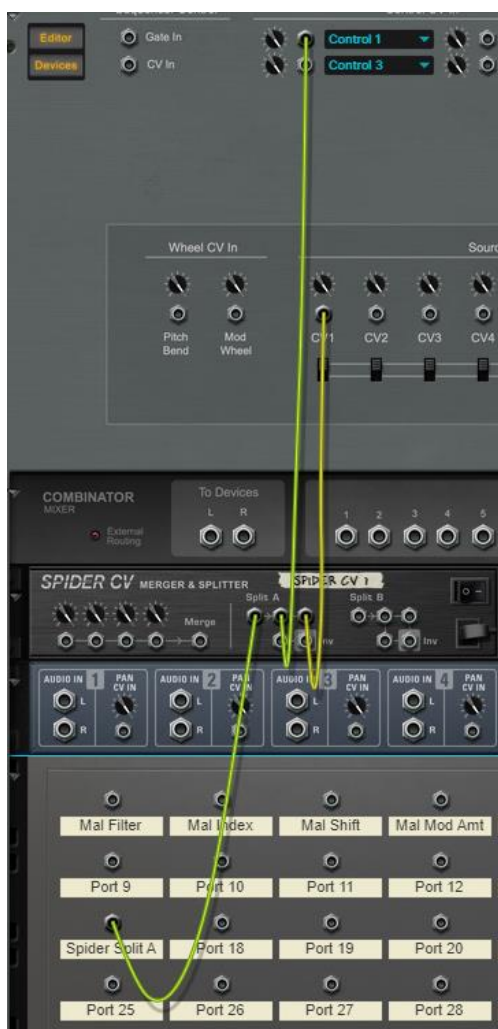 Editor
Gate In
Control 1
Devices
CV In
Control 3
Wheel CV In
Pitch Bend
Mod Wheel
CV1 CV2 CV3 CV4
COMBINATOR
MIXER
External Routing
To Devices
L R
1 2 3 4 5
SPIDER CV MERGER & SPLITTER
SPIDER CV 1
Split A
Split B
Merge
Inv
Inv
AUDIO IN 1 PAN CV IN
AUDIO IN 2 PAN CV IN
AUDIO IN 3 PAN CV IN
AUDIO IN 4 PAN CV IN
L L L L
R R R R
Mal Filter Mal Index Mal Shift Mal Mod Amt
Port 9 Port 10 Port 11 Port 12
Spider Split A Port 18 Port 19 Port 20
Port 25 Port 26 Port 27 Port 28